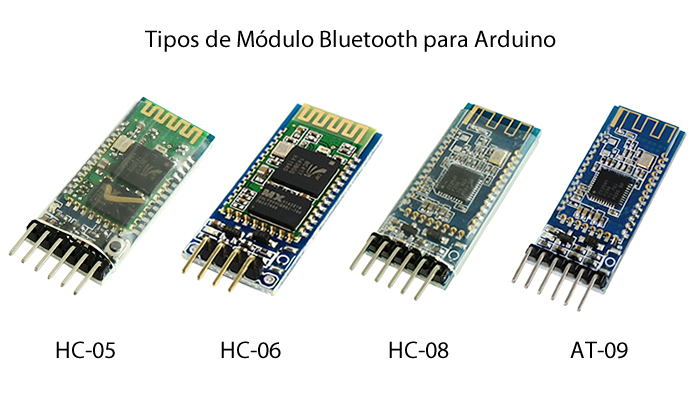 Tipos de Módulo Bluetooth para Arduino
HC-05
HC-06
HC-08
AT-09